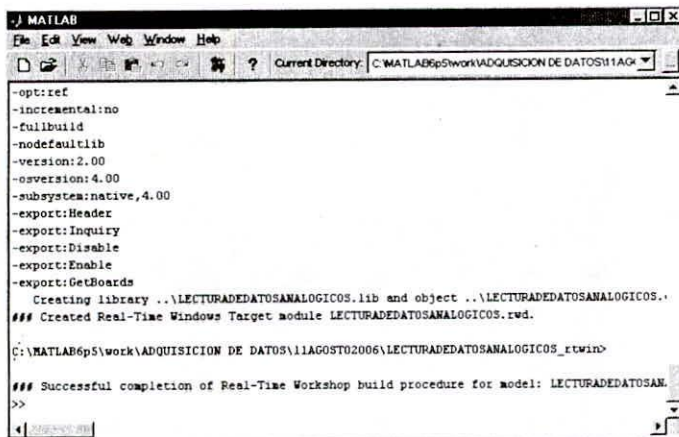 MATLAB
File Edit View Web Window Help
? Current Directory: C:\MATLAB6p5\work\ADQUISICION DE DATOS\11AG
-opt:ref
-incremental:no
-fullbuild
-nodefaultlib
-version:2.00
-osversion:4.00
-subsystem:native,4.00
-export:Header
-export:Inquiry
-export:Disable
-export:Enable
-export:GetBoards
Creating library ..\LECTURADEDATOSANALOGICOS.lib and object ..\LECTURADEDATOSANALOGICOS.
### Created Real-Time Windows Target module LECTURADEDATOSANALOGICOS.rwd.
C:\MATLAB6p5\work\ADQUISICION DE DATOS\11AGOSTO2006\LECTURADEDATOSANALOGICOS_rtwin>
### Successful completion of Real-Time Workshop build procedure for model: LECTURADEDATOSAN
>>